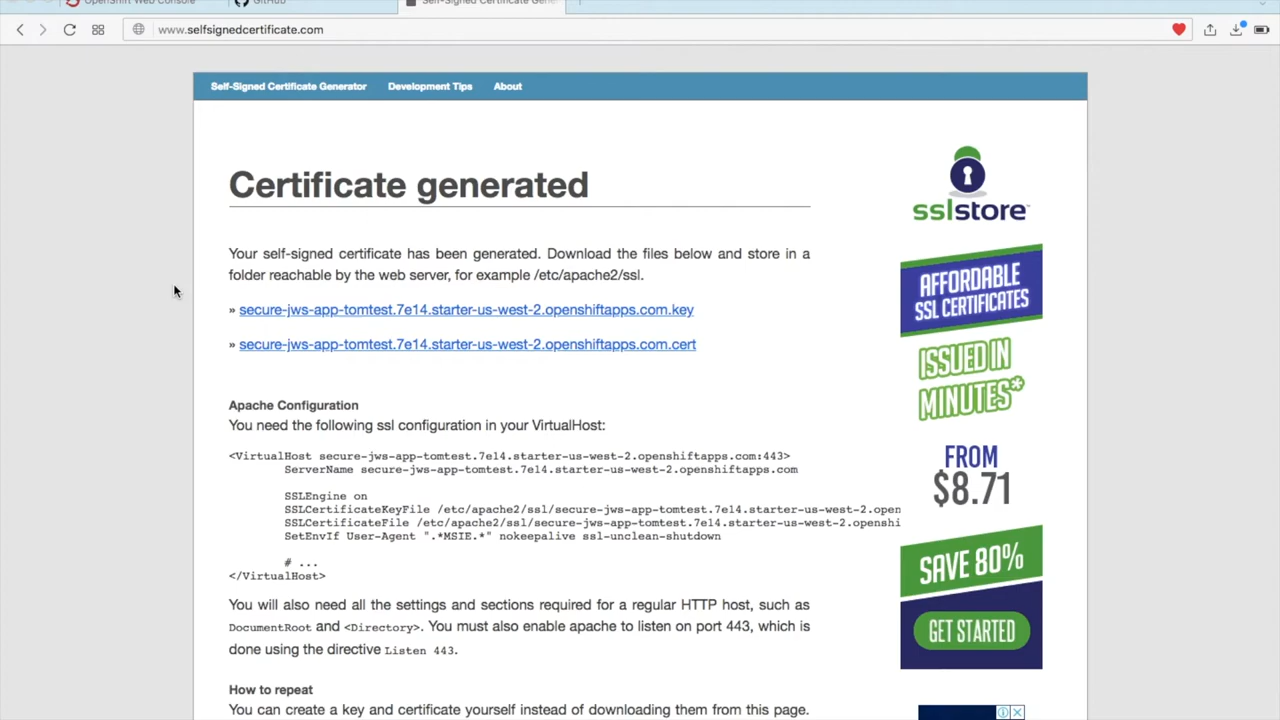 OpenShift Web Console
GitHub
Self-Signed Certificate Gene
www.selfsignedcertificate.com
Self-Signed Certificate Generator Development Tips About
Certificate generated
Your self-signed certificate has been generated. Download the files below and store in a
folder reachable by the web server, for example /etc/apache2/ssl.
» secure-jws-app-tomtest.7e14.starter-us-west-2.openshiftapps.com.key
» secure-jws-app-tomtest.7e14.starter-us-west-2.openshiftapps.com.cert
Apache Configuration
You need the following ssl configuration in your VirtualHost:
<VirtualHost secure-jws-app-tomtest.7e14.starter-us-west-2.openshiftapps.com:443>
ServerName secure-jws-app-tomtest.7e14.starter-us-west-2.openshiftapps.com
SSLEngine on
SSLCertificateKeyFile /etc/apache2/ssl/secure-jws-app-tomtest.7e14.starter-us-west-2.open
SSLCertificateFile /etc/apache2/ssl/secure-jws-app-tomtest.7e14.starter-us-west-2.openshi
SetEnvIf User-Agent ".*MSIE.*" nokeepalive ssl-unclean-shutdown
# ...
</VirtualHost>
You will also need all the settings and sections required for a regular HTTP host, such as
DocumentRoot and <Directory>. You must also enable apache to listen on port 443, which is
done using the directive Listen 443.
How to repeat
You can create a key and certificate yourself instead of downloading them from this page.
sslstore™
AFFORDABLE
SSL CERTIFICATES
ISSUED IN
MINUTES*
FROM
$8.71
SAVE 80%
GET STARTED